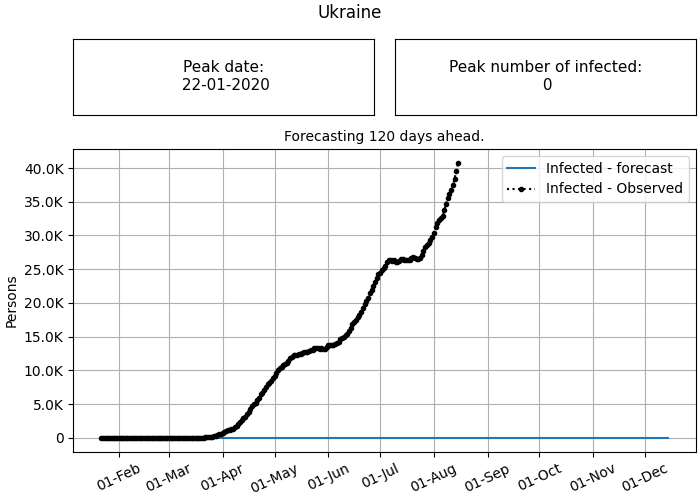 Ukraine
Peak date:
22-01-2020
Peak number of infected:
0
Forecasting 120 days ahead.
Infected - forecast
Infected - Observed
Persons
40.0K
35.0K
30.0K
25.0K
20.0K
15.0K
10.0K
5.0K
0
01-Feb
01-Mar
01-Apr
01-May
01-Jun
01-Jul
01-Aug
01-Sep
01-Oct
01-Nov
01-Dec